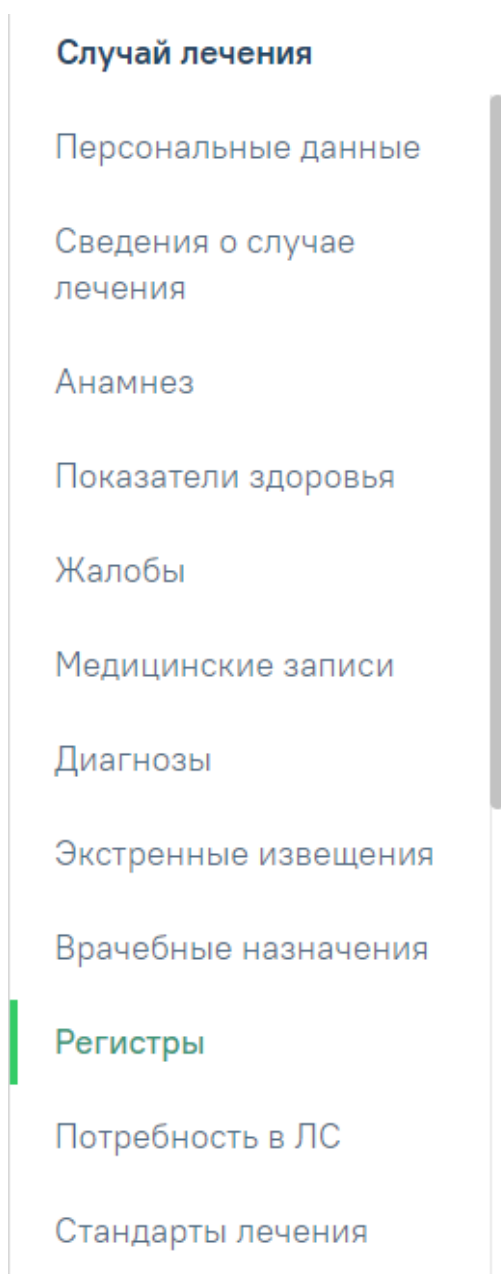 Случай лечения
Персональные данные
Сведения о случае
лечения
Анамнез
Показатели здоровья
Жалобы
Медицинские записи
Диагнозы
Экстренные извещения
Врачебные назначения
Регистры
Потребность в ЛС
Стандарты лечения